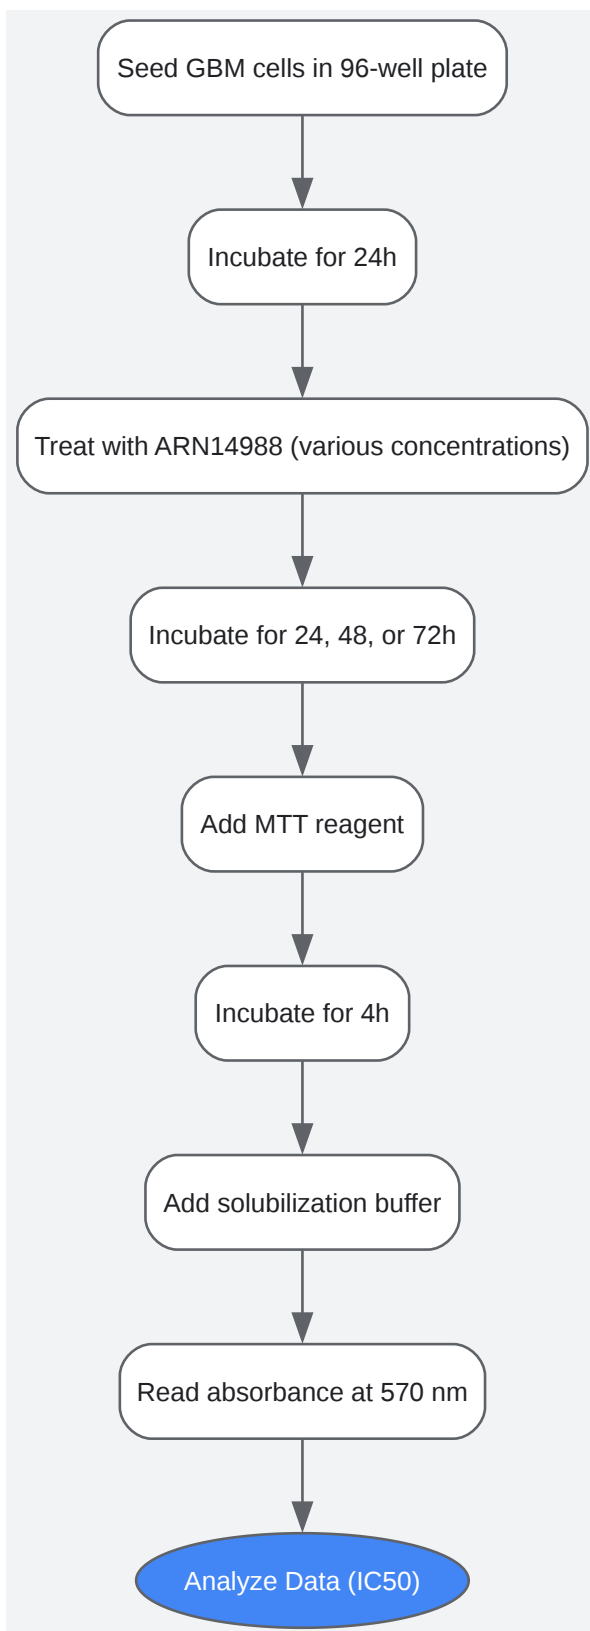 Seed GBM cells in 96-well plate
Incubate for 24h
Treat with ARN14988 (various concentrations)
Incubate for 24, 48, or 72h
Add MTT reagent
Incubate for 4h
Add solubilization buffer
Read absorbance at 570 nm
Analyze Data (IC50)